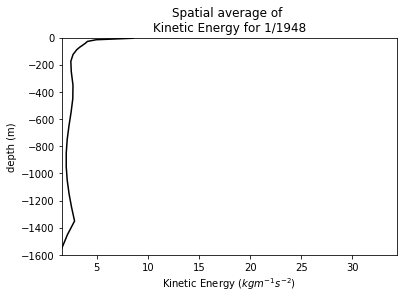 Spatial average of
Kinetic Energy for 1/1948
0
−200
−400
−600
−800
−1000
−1200
−1400
−1600
depth (m)
5 10 15 20 25 30
Kinetic Energy (kgm⁻¹s⁻²)